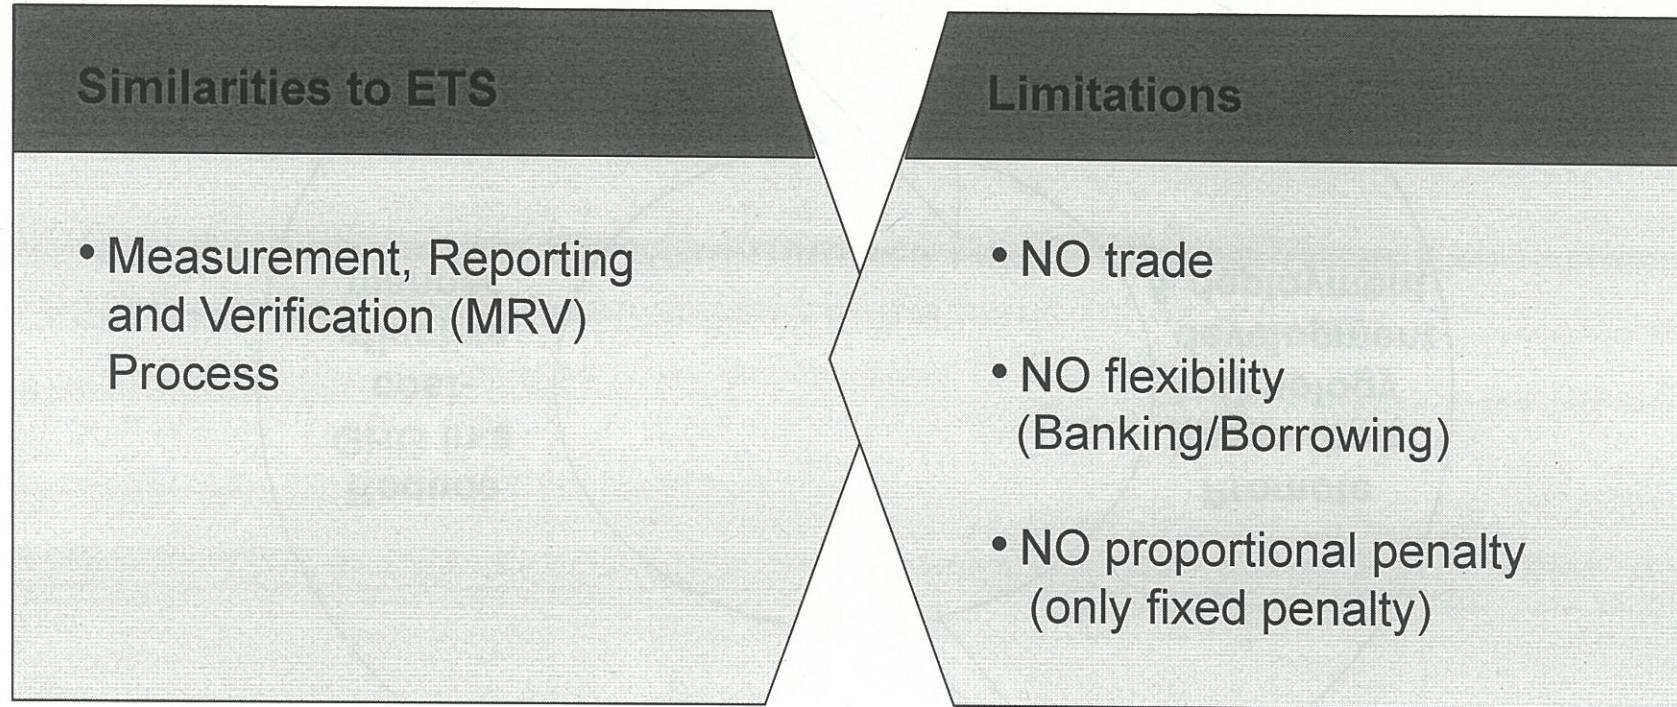 Similarities to ETS
• Measurement, Reporting
and Verification (MRV)
Process
Limitations
• NO trade
• NO flexibility
(Banking/Borrowing)
• NO proportional penalty
(only fixed penalty)